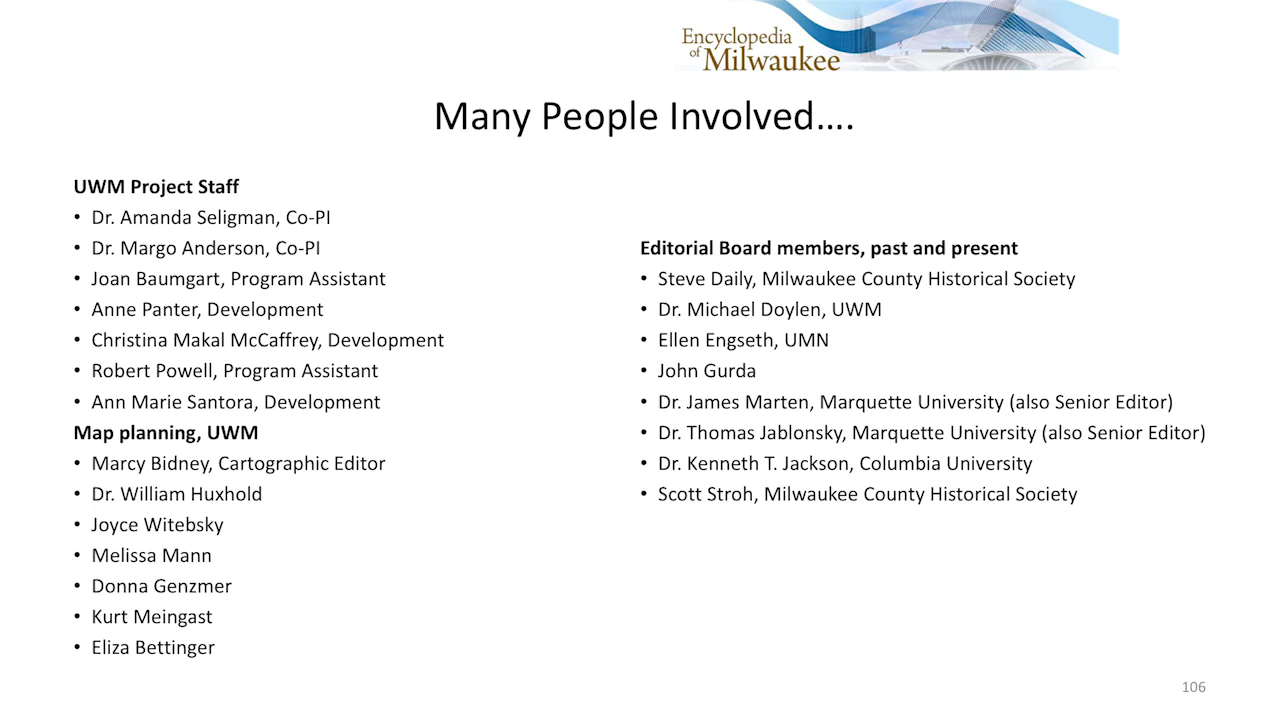 Encyclopedia
of Milwaukee
Many People Involved....
UWM Project Staff
• Dr. Amanda Seligman, Co-PI
• Dr. Margo Anderson, Co-PI
• Joan Baumgart, Program Assistant
• Anne Panter, Development
• Christina Makal McCaffrey, Development
• Robert Powell, Program Assistant
• Ann Marie Santora, Development
Map planning, UWM
• Marcy Bidney, Cartographic Editor
• Dr. William Huxhold
• Joyce Witebsky
• Melissa Mann
• Donna Genzmer
• Kurt Meingast
• Eliza Bettinger
Editorial Board members, past and present
• Steve Daily, Milwaukee County Historical Society
• Dr. Michael Doylen, UWM
• Ellen Engseth, UMN
• John Gurda
• Dr. James Marten, Marquette University (also Senior Editor)
• Dr. Thomas Jablonsky, Marquette University (also Senior Editor)
• Dr. Kenneth T. Jackson, Columbia University
• Scott Stroh, Milwaukee County Historical Society
106